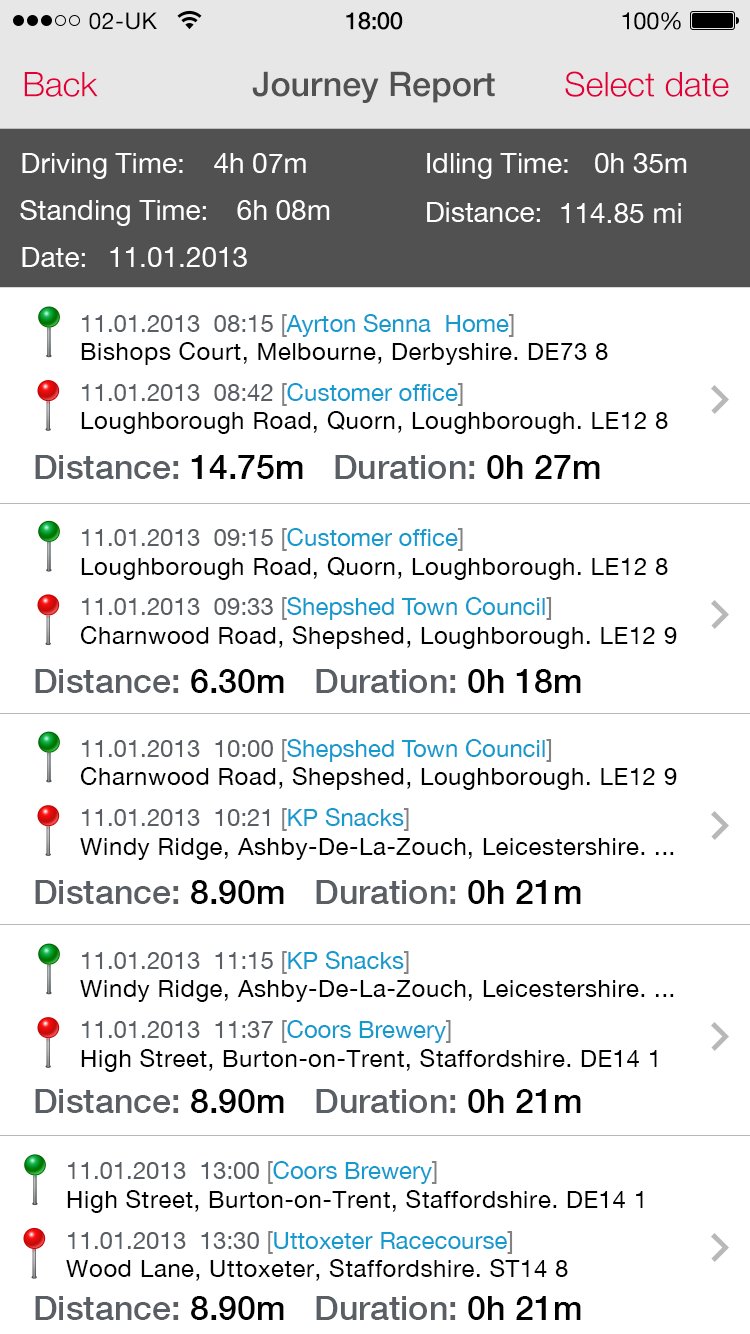 02-UK 18:00 100%
Back Journey Report Select date
Driving Time: 4h 07m Idling Time: 0h 35m
Standing Time: 6h 08m Distance: 114.85 mi
Date: 11.01.2013
11.01.2013 08:15 [Ayrton Senna Home]
Bishops Court, Melbourne, Derbyshire. DE73 8
11.01.2013 08:42 [Customer office]
Loughborough Road, Quorn, Loughborough. LE12 8
Distance: 14.75m Duration: 0h 27m
11.01.2013 09:15 [Customer office]
Loughborough Road, Quorn, Loughborough. LE12 8
11.01.2013 09:33 [Shepshed Town Council]
Charnwood Road, Shepshed, Loughborough. LE12 9
Distance: 6.30m Duration: 0h 18m
11.01.2013 10:00 [Shepshed Town Council]
Charnwood Road, Shepshed, Loughborough. LE12 9
11.01.2013 10:21 [KP Snacks]
Windy Ridge, Ashby-De-La-Zouch, Leicestershire. ...
Distance: 8.90m Duration: 0h 21m
11.01.2013 11:15 [KP Snacks]
Windy Ridge, Ashby-De-La-Zouch, Leicestershire. ...
11.01.2013 11:37 [Coors Brewery]
High Street, Burton-on-Trent, Staffordshire. DE14 1
Distance: 8.90m Duration: 0h 21m
11.01.2013 13:00 [Coors Brewery]
High Street, Burton-on-Trent, Staffordshire. DE14 1
11.01.2013 13:30 [Uttoxeter Racecourse]
Wood Lane, Uttoxeter, Staffordshire. ST14 8
Distance: 8.90m Duration: 0h 21m